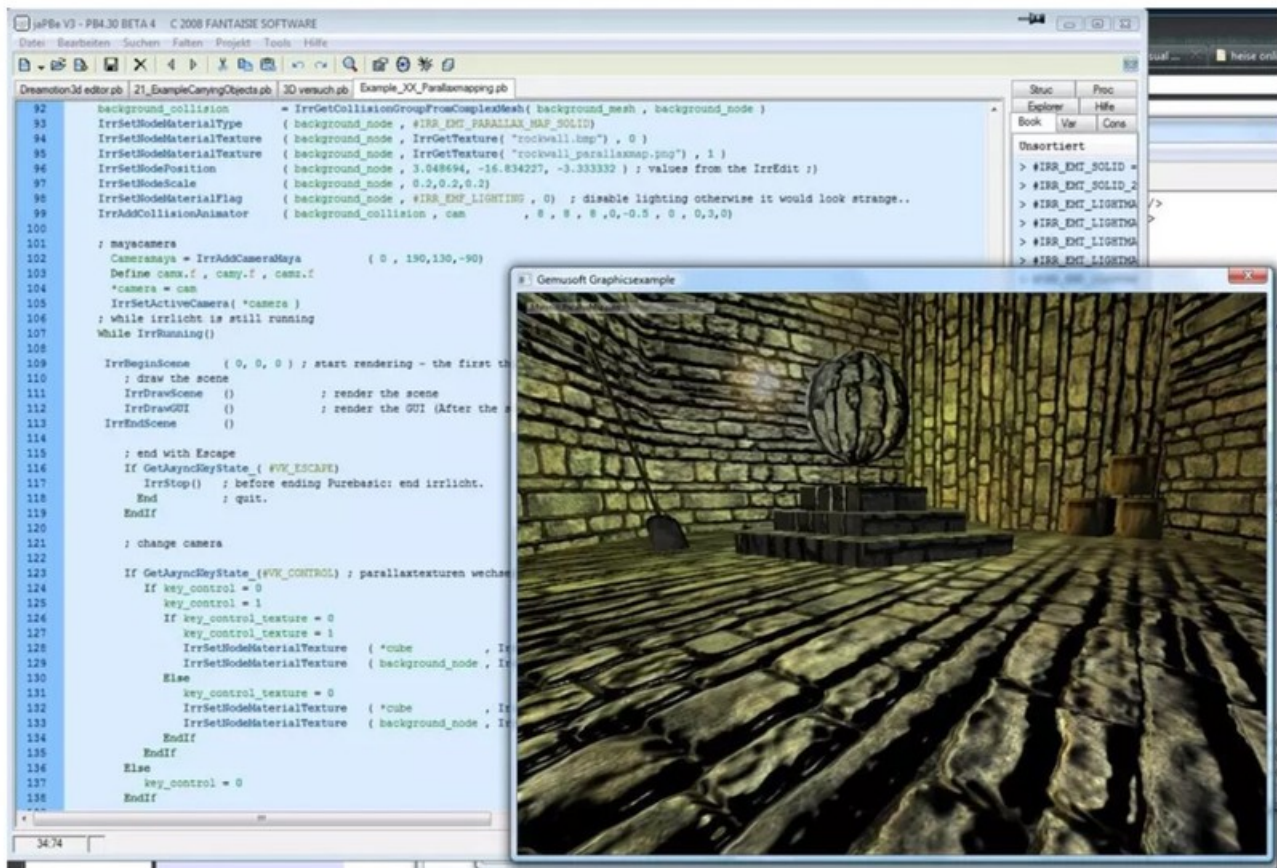 jaPBe V3 - PB4.30 BETA 4 C 2008 FANTAISIE SOFTWARE
Datei Bearbeiten Suchen Falten Projekt Tools Hilfe
Dreamotion3d editor.pb 21_ExampleCarryingObjects.pb 3D versuch.pb Example_XX_Parallaxmapping.pb
92 background_collision = IrrGetCollisionGroupFromComplexMesh( background_mesh , background_node )
93 IrrSetNodeMaterialType ( background_node , #IRR_EMT_PARALLAX_MAP_SOLID)
94 IrrSetNodeMaterialTexture ( background_node , IrrGetTexture( "rockwall.bmp") , 0 )
95 IrrSetNodeMaterialTexture ( background_node , IrrGetTexture( "rockwall_parallaxmap.png") , 1 )
96 IrrSetNodePosition ( background_node , 3.048694, -16.834227, -3.333332 ) ; values from the IrrEdit ;)
97 IrrSetNodeScale ( background_node , 0.2,0.2,0.2)
98 IrrSetNodeMaterialFlag ( background_node , #IRR_EMF_LIGHTING , 0) ; disable lighting otherwise it would look strange..
99 IrrAddCollisionAnimator ( background_collision , cam , 8 , 8 , 8 ,0,-0.5 , 0 , 0,3,0)
100
101 ; mayacamera
102 Cameramaya = IrrAddCameraMaya ( 0 , 190,130,-90)
103 Define camx.f , camy.f , camz.f
104 *camera = cam
105 IrrSetActiveCamera( *camera )
106 ; while irrlicht is still running
107 While IrrRunning()
108
109 IrrBeginScene ( 0, 0, 0 ) ; start rendering - the first th
110 ; draw the scene
111 IrrDrawScene () ; render the scene
112 IrrDrawGUI () ; render the GUI (After the s
113 IrrEndScene ()
114
115 ; end with Escape
116 If GetAsyncKeyState_( #VK_ESCAPE)
117 IrrStop() ; before ending Purebasic: end irrlicht.
118 End ; quit.
119 EndIf
120
121 ; change camera
122
123 If GetAsyncKeyState_(#VK_CONTROL) ; parallaxtexturen wechse
124 If key_control = 0
125 key_control = 1
126 If key_control_texture = 0
127 key_control_texture = 1
128 IrrSetNodeMaterialTexture ( *cube , Ir
129 IrrSetNodeMaterialTexture ( background_node , Ir
130 Else
131 key_control_texture = 0
132 IrrSetNodeMaterialTexture ( *cube , Ir
133 IrrSetNodeMaterialTexture ( background_node , Ir
134 EndIf
135 EndIf
136 Else
137 key_control = 0
138 EndIf
34:74
Struc Proc
Explorer Hilfe
Book Var Cons
Unsortiert
> #IRR_EMT_SOLID =
> #IRR_EMT_SOLID_2
> #IRR_EMT_LIGHTMA
> #IRR_EMT_LIGHTMA
> #IRR_EMT_LIGHTMA
> #IRR_EMT_LIGHTMA
sual ...
heise onli
/>
>
Gemusoft Graphicsexample